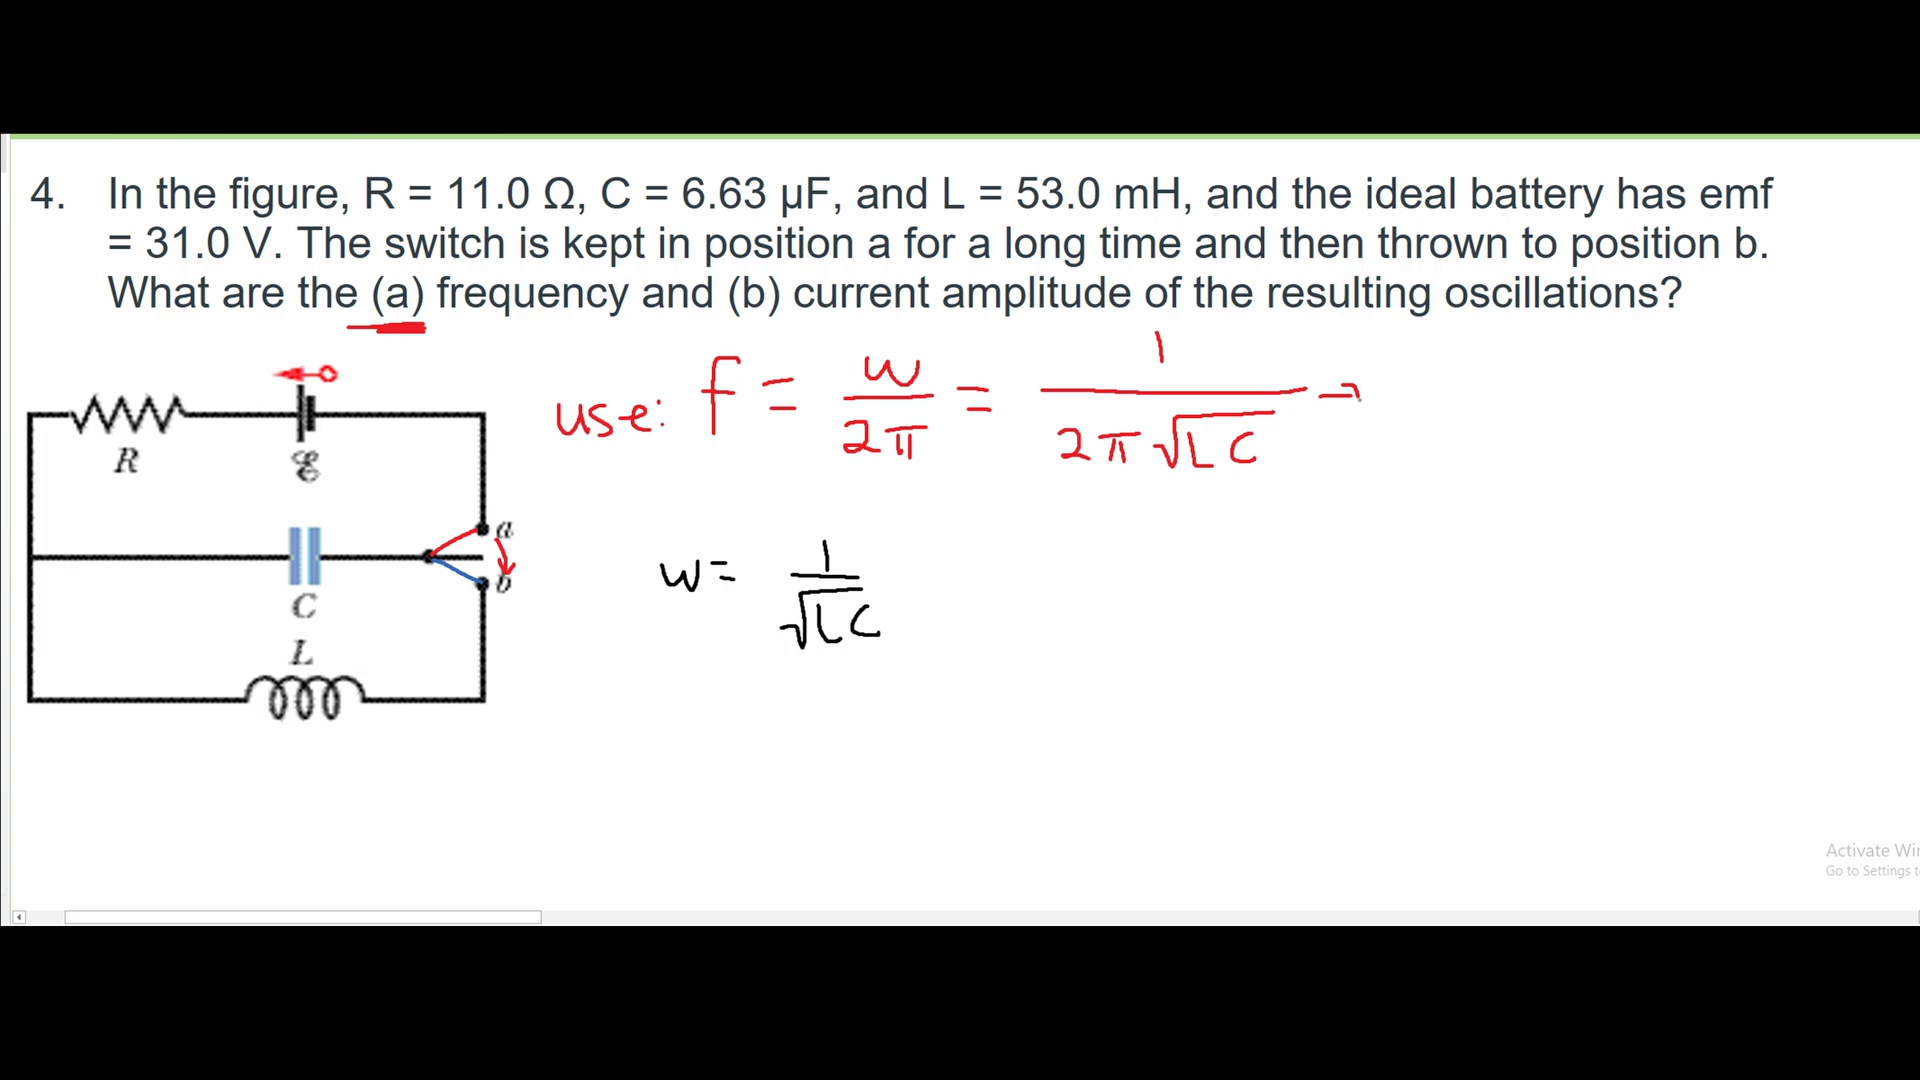 4. In the figure, R = 11.0 Ω, C = 6.63 µF, and L = 53.0 mH, and the ideal battery has emf
= 31.0 V. The switch is kept in position a for a long time and then thrown to position b.
What are the (a) frequency and (b) current amplitude of the resulting oscillations?
use: f = w/2π = 1/2π√LC →
R
ℰ
a
b
C
L
w = 1/√LC
Activate Wi
Go to Settings t